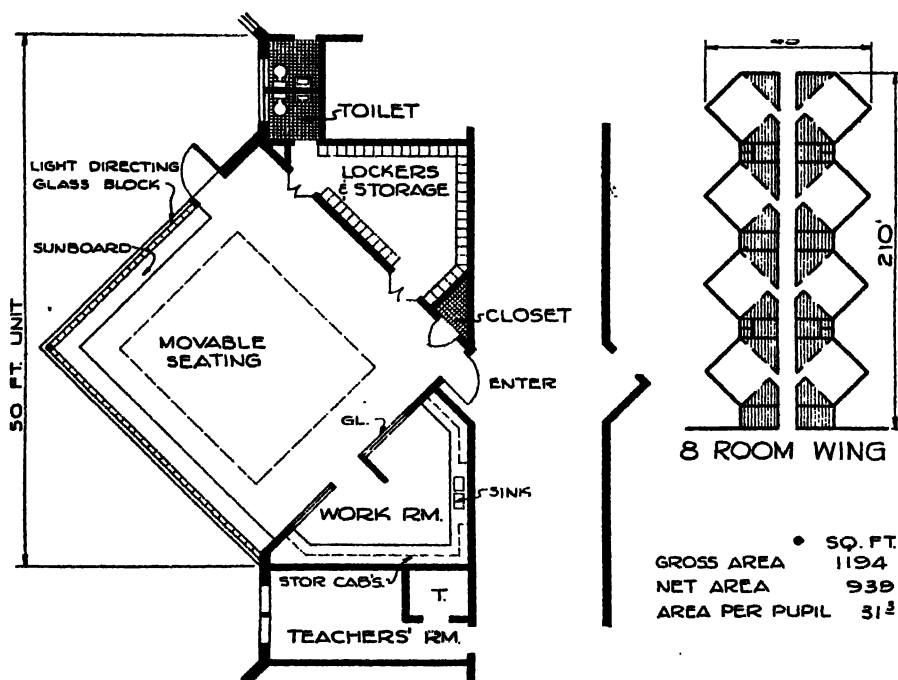 TOILET
LIGHT DIRECTING
GLASS BLOCK
LOCKERS
& STORAGE
SUNBOARD
CLOSET
MOVABLE
SEATING
ENTER
50 FT. UNIT
GL.
SINK
WORK RM.
STOR CAB'S.
T.
TEACHERS' RM.
210'
8 ROOM WING
SQ. FT.
GROSS AREA 1194
NET AREA 939
AREA PER PUPIL